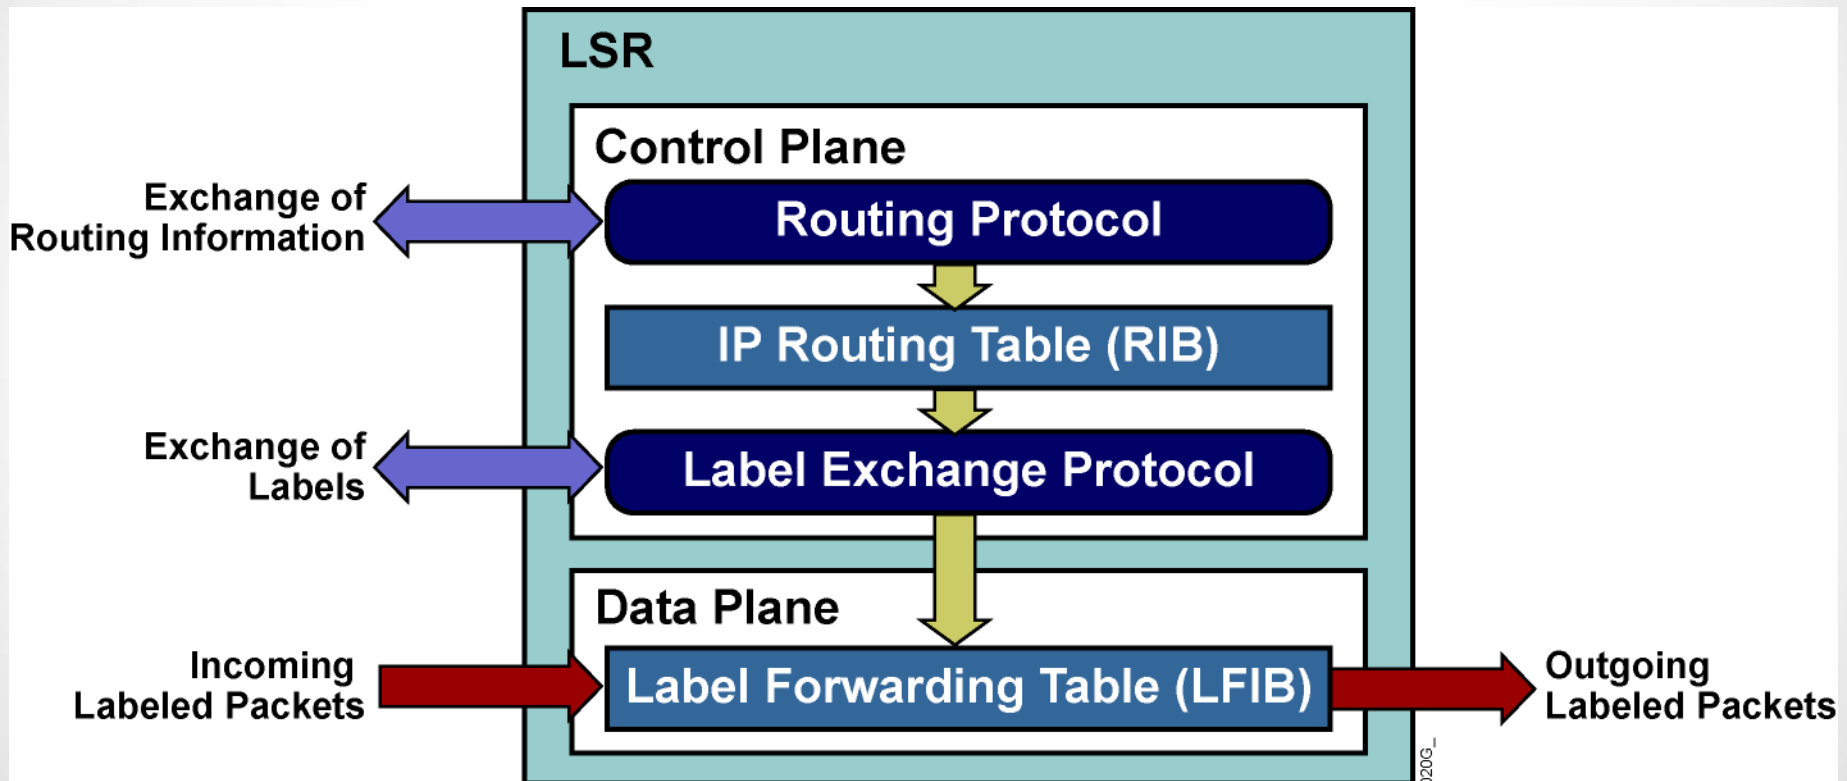 LSR
Control Plane
Exchange of
Routing Information
Routing Protocol
IP Routing Table (RIB)
Exchange of
Labels
Label Exchange Protocol
Data Plane
Incoming
Labeled Packets
Label Forwarding Table (LFIB)
Outgoing
Labeled Packets
020G_